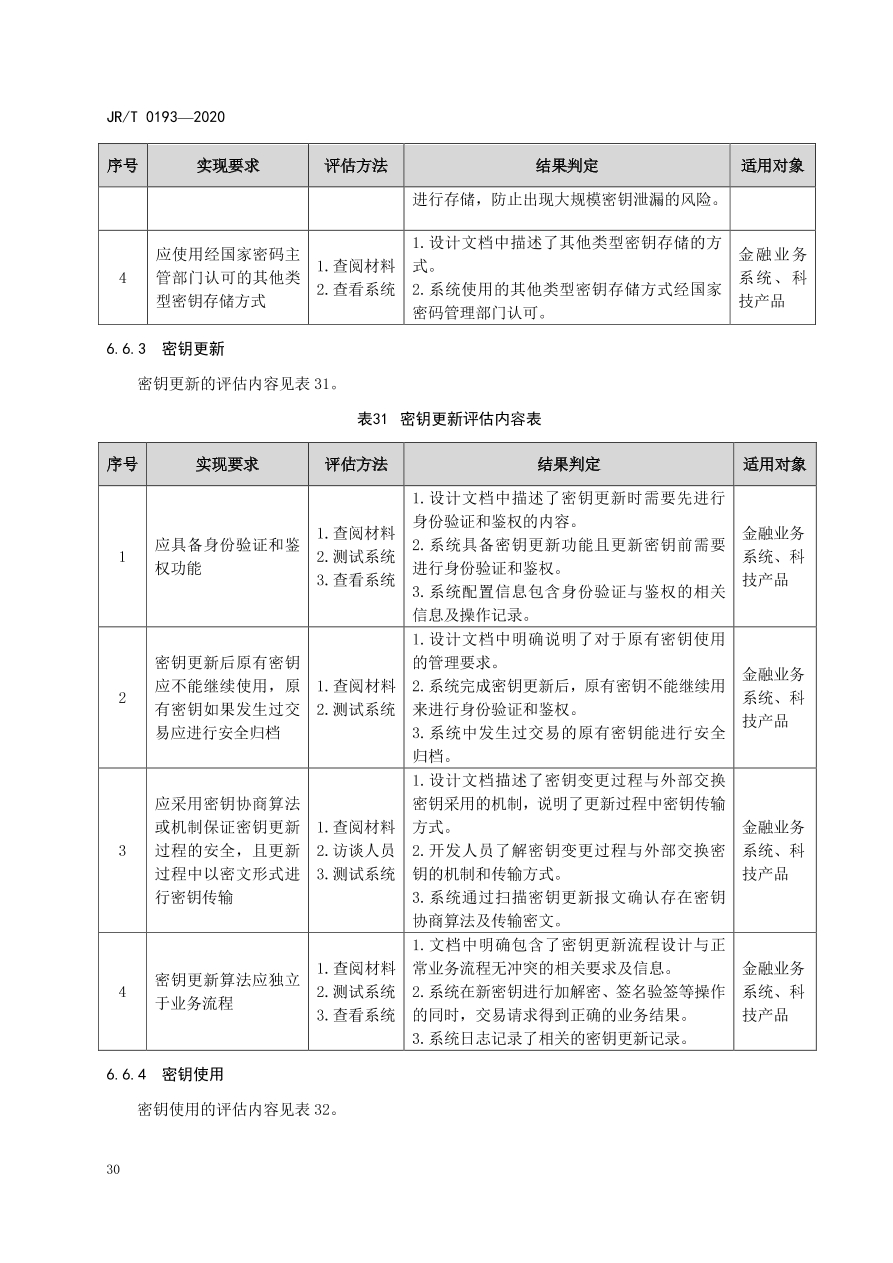 JR/T 0193—2020
序号 实现要求 评估方法 结果判定 适用对象
进行存储，防止出现大规模密钥泄漏的风险。
4
应使用经国家密码主
管部门认可的其他类
型密钥存储方式
1.查阅材料
2.查看系统
1.设计文档中描述了其他类型密钥存储的方
式。
2.系统使用的其他类型密钥存储方式经国家
密码管理部门认可。
金融业务
系统、科
技产品
6.6.3 密钥更新
密钥更新的评估内容见表 31。
表31 密钥更新评估内容表
序号 实现要求 评估方法 结果判定 适用对象
1
应具备身份验证和鉴
权功能
1.查阅材料
2.测试系统
3.查看系统
1.设计文档中描述了密钥更新时需要先进行
身份验证和鉴权的内容。
2.系统具备密钥更新功能且更新密钥前需要
进行身份验证和鉴权。
3.系统配置信息包含身份验证与鉴权的相关
信息及操作记录。
金融业务
系统、科
技产品
2
密钥更新后原有密钥
应不能继续使用，原
有密钥如果发生过交
易应进行安全归档
1.查阅材料
2.测试系统
1.设计文档中明确说明了对于原有密钥使用
的管理要求。
2.系统完成密钥更新后，原有密钥不能继续用
来进行身份验证和鉴权。
3.系统中发生过交易的原有密钥能进行安全
归档。
金融业务
系统、科
技产品
3
应采用密钥协商算法
或机制保证密钥更新
过程的安全，且更新
过程中以密文形式进
行密钥传输
1.查阅材料
2.访谈人员
3.测试系统
1.设计文档描述了密钥变更过程与外部交换
密钥采用的机制，说明了更新过程中密钥传输
方式。
2.开发人员了解密钥变更过程与外部交换密
钥的机制和传输方式。
3.系统通过扫描密钥更新报文确认存在密钥
协商算法及传输密文。
金融业务
系统、科
技产品
4
密钥更新算法应独立
于业务流程
1.查阅材料
2.测试系统
3.查看系统
1.文档中明确包含了密钥更新流程设计与正
常业务流程无冲突的相关要求及信息。
2.系统在新密钥进行加解密、签名验签等操作
的同时，交易请求得到正确的业务结果。
3.系统日志记录了相关的密钥更新记录。
金融业务
系统、科
技产品
6.6.4 密钥使用
密钥使用的评估内容见表 32。
30